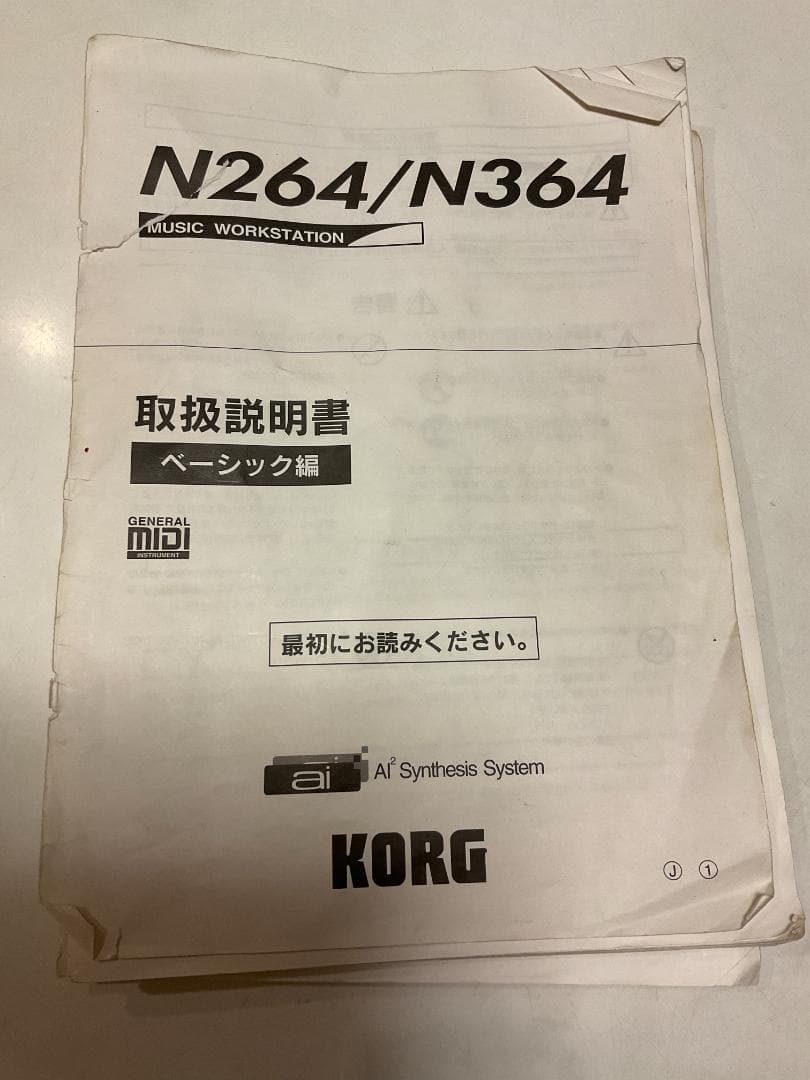 N264/N364
MUSIC WORKSTATION
取扱説明書
ベーシック編
GENERAL
MIDI
INSTRUMENT
最初にお読みください。
ai AI² Synthesis System
KORG
Ⓙ ①